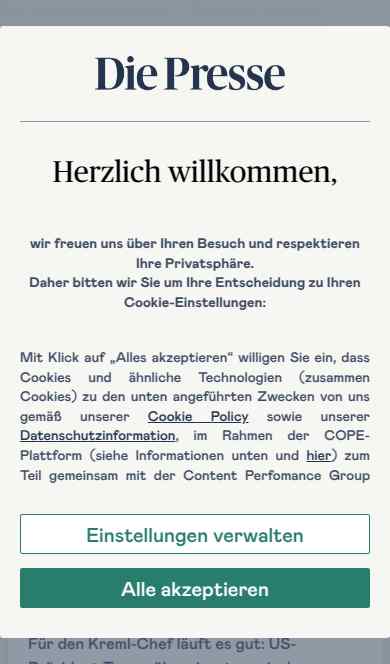 Die Presse
Herzlich willkommen,
wir freuen uns über Ihren Besuch und respektieren
Ihre Privatsphäre.
Daher bitten wir Sie um Ihre Entscheidung zu Ihren
Cookie-Einstellungen:
Mit Klick auf „Alles akzeptieren“ willigen Sie ein, dass
Cookies und ähnliche Technologien (zusammen
Cookies) zu den unten angeführten Zwecken von uns
gemäß unserer Cookie Policy sowie unserer
Datenschutzinformation, im Rahmen der COPE-
Plattform (siehe Informationen unten und hier) zum
Teil gemeinsam mit der Content Perfomance Group
Einstellungen verwalten
Alle akzeptieren
Für den Kreml-Chef läuft es gut: US-